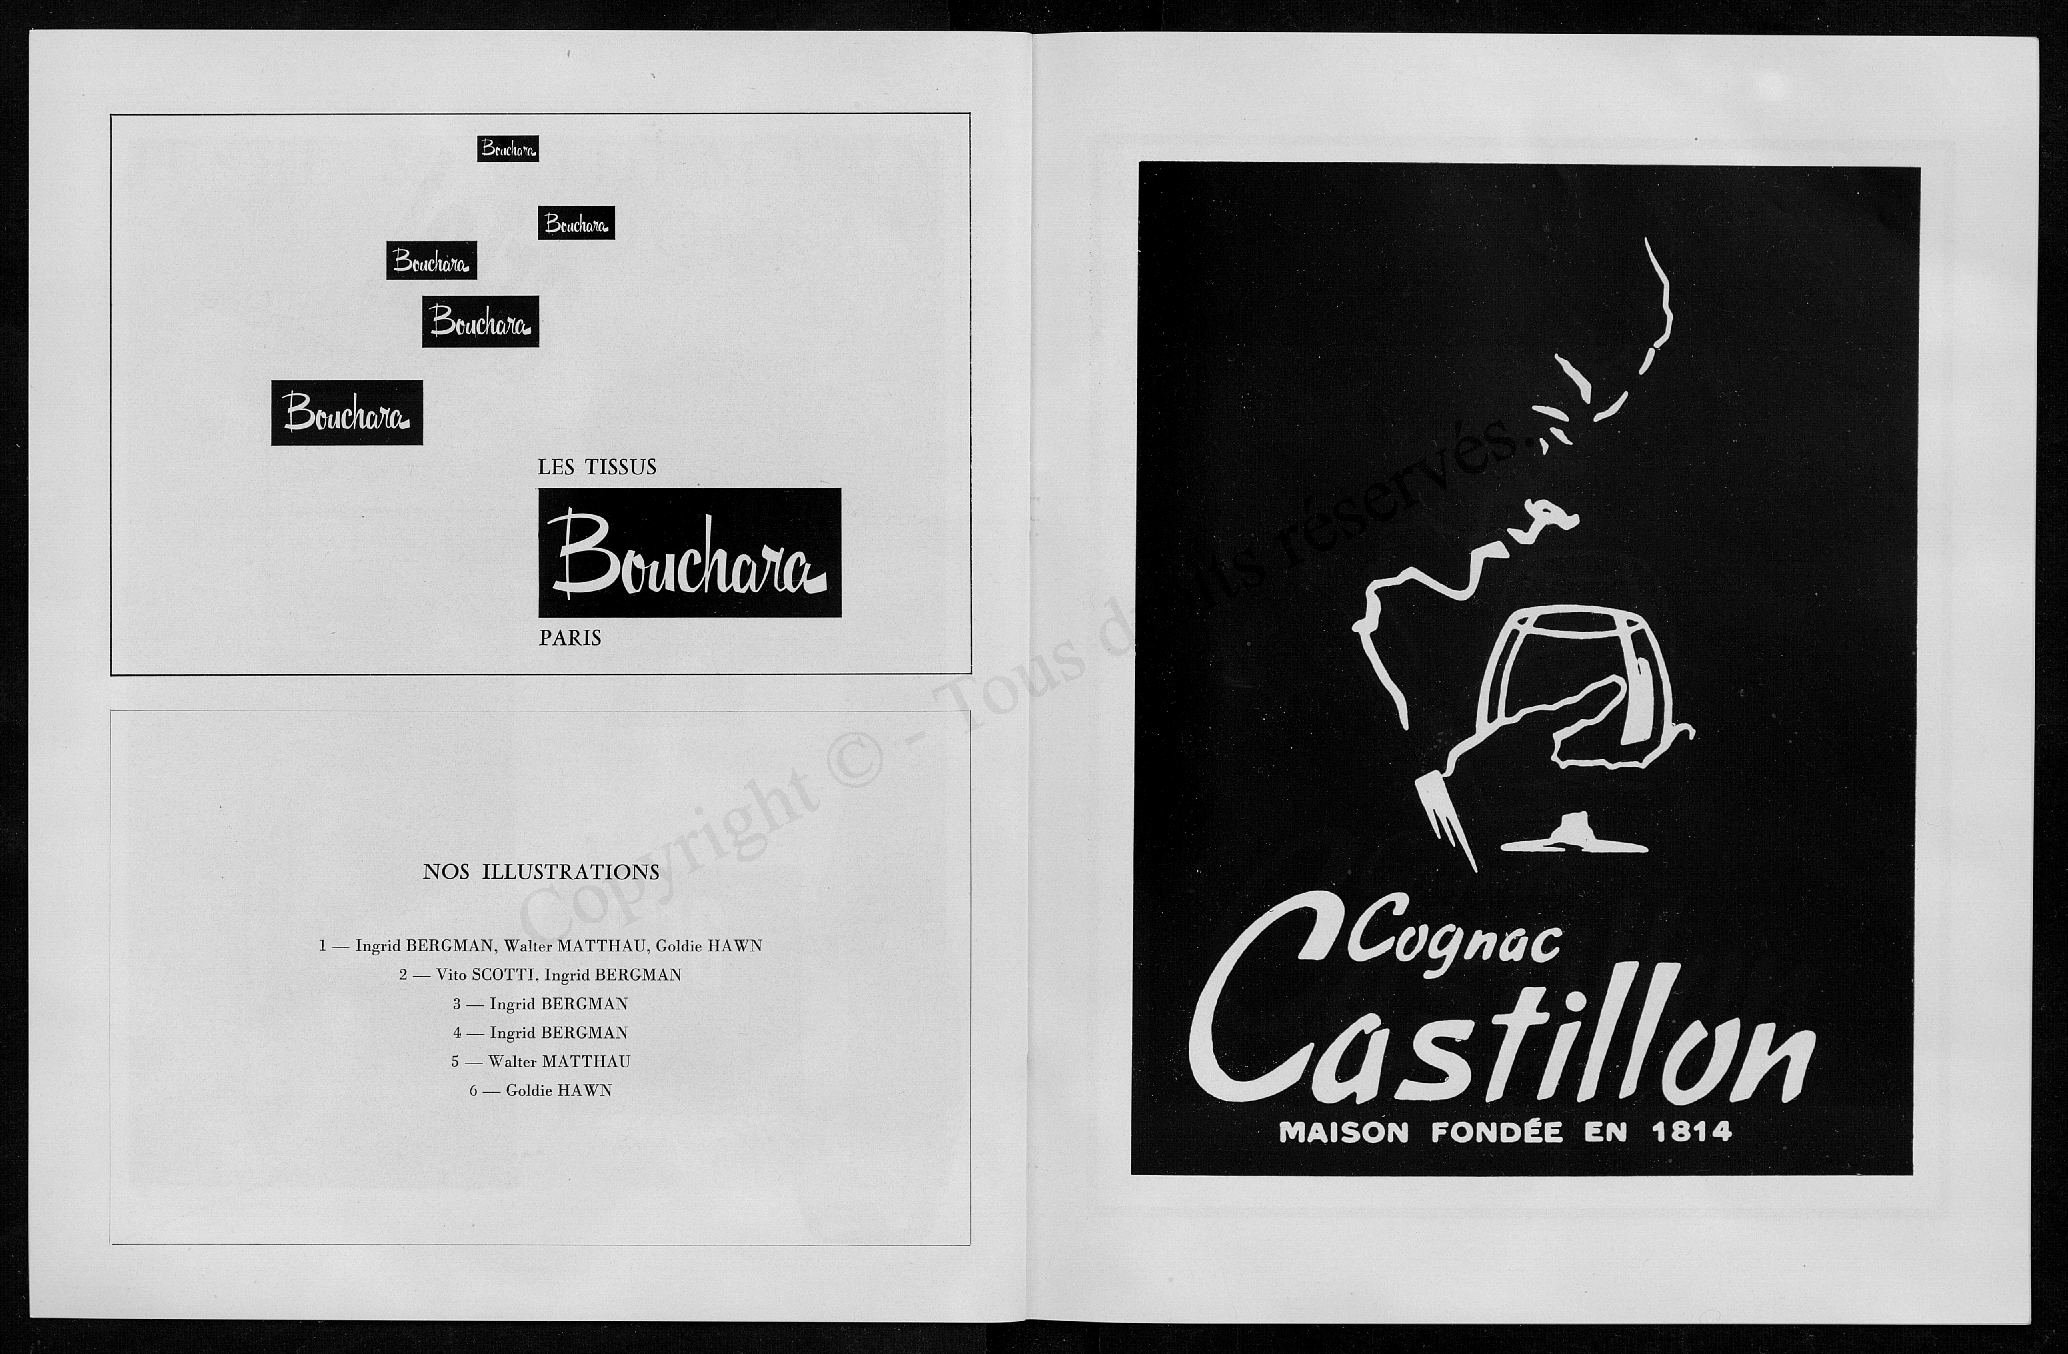 Bouchara
Bouchara
Bouchara
Bouchara
Bouchara
LES TISSUS
Bouchara
PARIS
NOS ILLUSTRATIONS
1 — Ingrid BERGMAN, Walter MATTHAU, Goldie HAWN
2 — Vito SCOTTI, Ingrid BERGMAN
3 — Ingrid BERGMAN
4 — Ingrid BERGMAN
5 — Walter MATTHAU
6 — Goldie HAWN
Cognac
Castillon
MAISON FONDÉE EN 1814
Copyright © - Tous droits réservés.